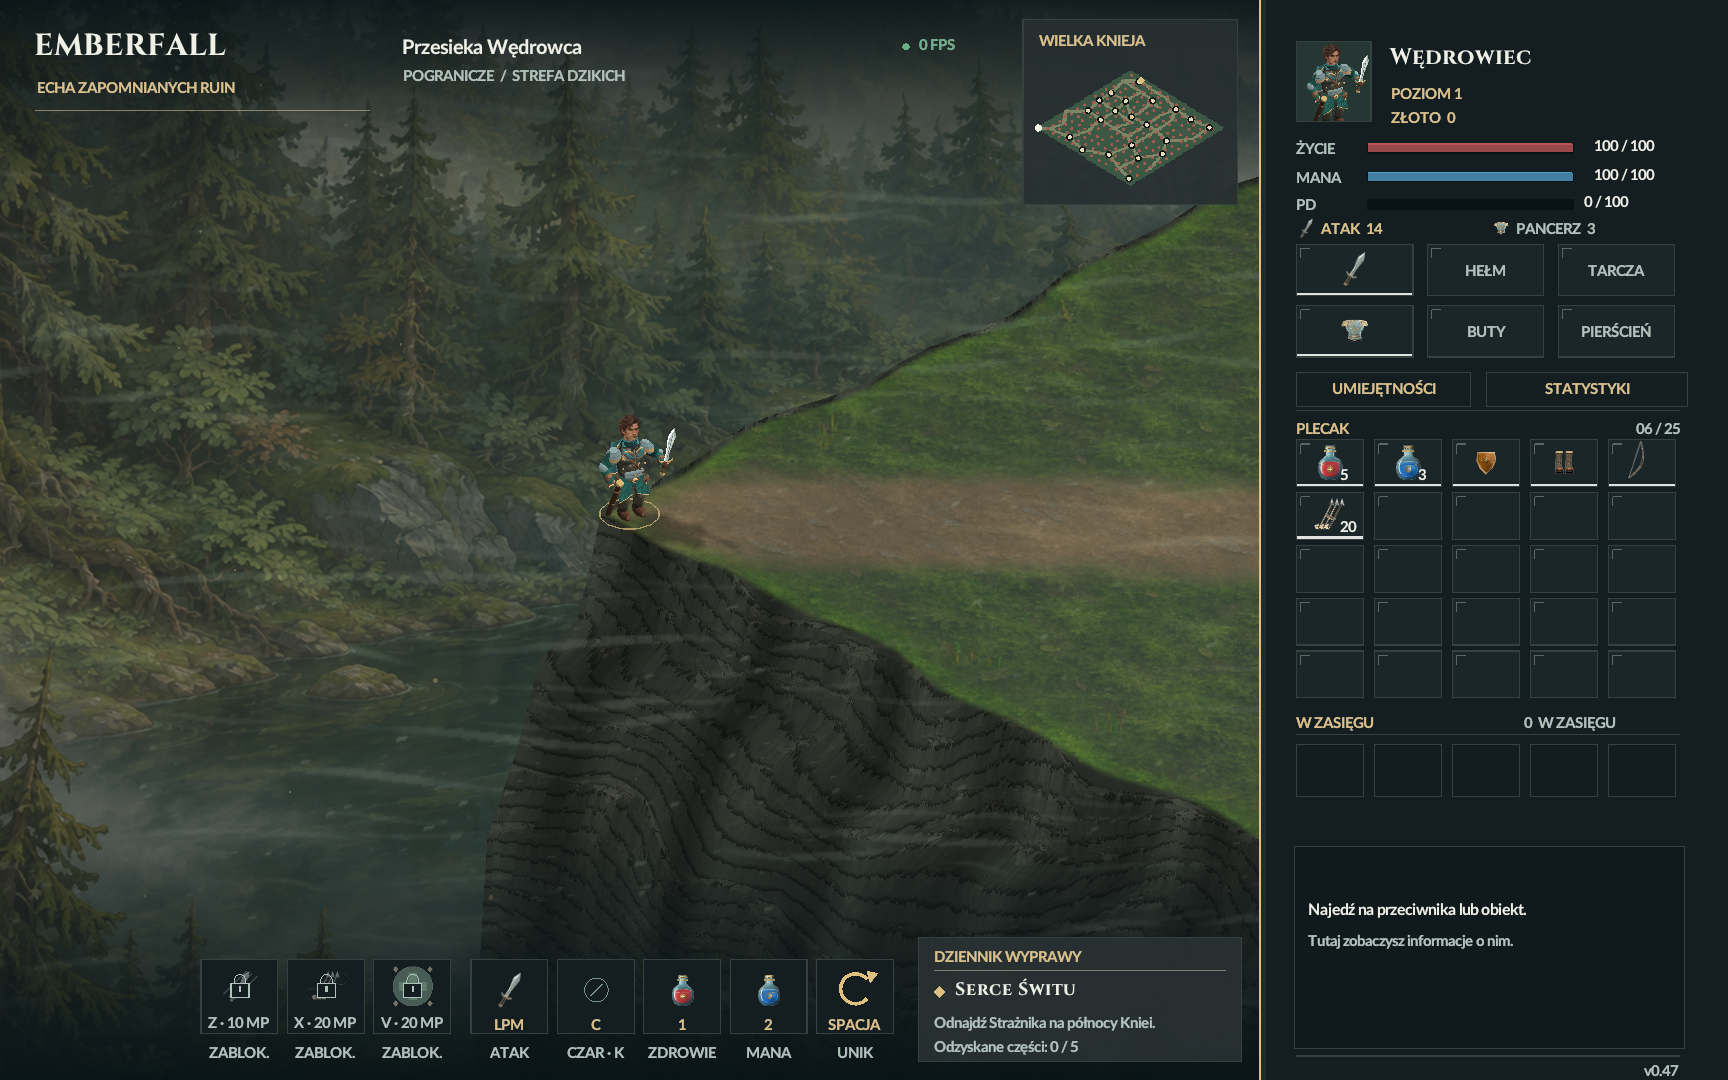 EMBERFALL
ECHA ZAPOMNIANYCH RUIN
Przesieka Wędrowca
POGRANICZE / STREFA DZIKICH
0 FPS
WIELKA KNIEJA
Wędrowiec
POZIOM 1
ZŁOTO 0
ŻYCIE 100 / 100
MANA 100 / 100
PD 0 / 100
ATAK 14 PANCERZ 3
HEŁM TARCZA
BUTY PIERŚCIEŃ
UMIEJĘTNOŚCI STATYSTYKI
PLECAK 06 / 25
5 3
20
W ZASIĘGU 0 W ZASIĘGU
Najedź na przeciwnika lub obiekt.
Tutaj zobaczysz informacje o nim.
v0.47
Z · 10 MP X · 20 MP V · 20 MP LPM C 1 2 SPACJA
ZABLOK. ZABLOK. ZABLOK. ATAK CZAR · K ZDROWIE MANA UNIK
DZIENNIK WYPRAWY
Serce Świtu
Odnajdź Strażnika na północy Kniei.
Odzyskane części: 0 / 5